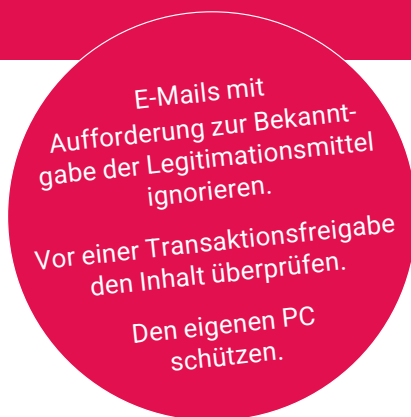 E-Mails mit
Aufforderung zur Bekannt-
gabe der Legitimationsmittel
ignorieren.
Vor einer Transaktionsfreigabe
den Inhalt überprüfen.
Den eigenen PC
schützen.